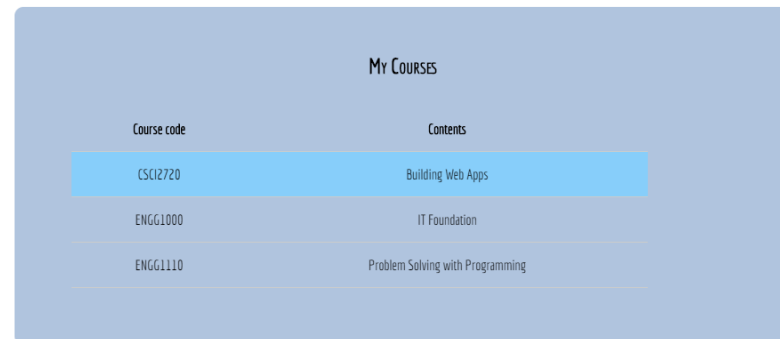 My Courses
Course code Contents
CSCI2720 Building Web Apps
ENGG1000 IT Foundation
ENGG1110 Problem Solving with Programming